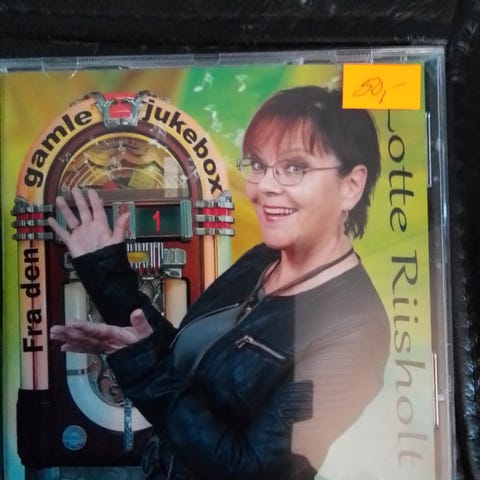 Fra den gamle jukebox
50,-
Lotte Riisholt
1